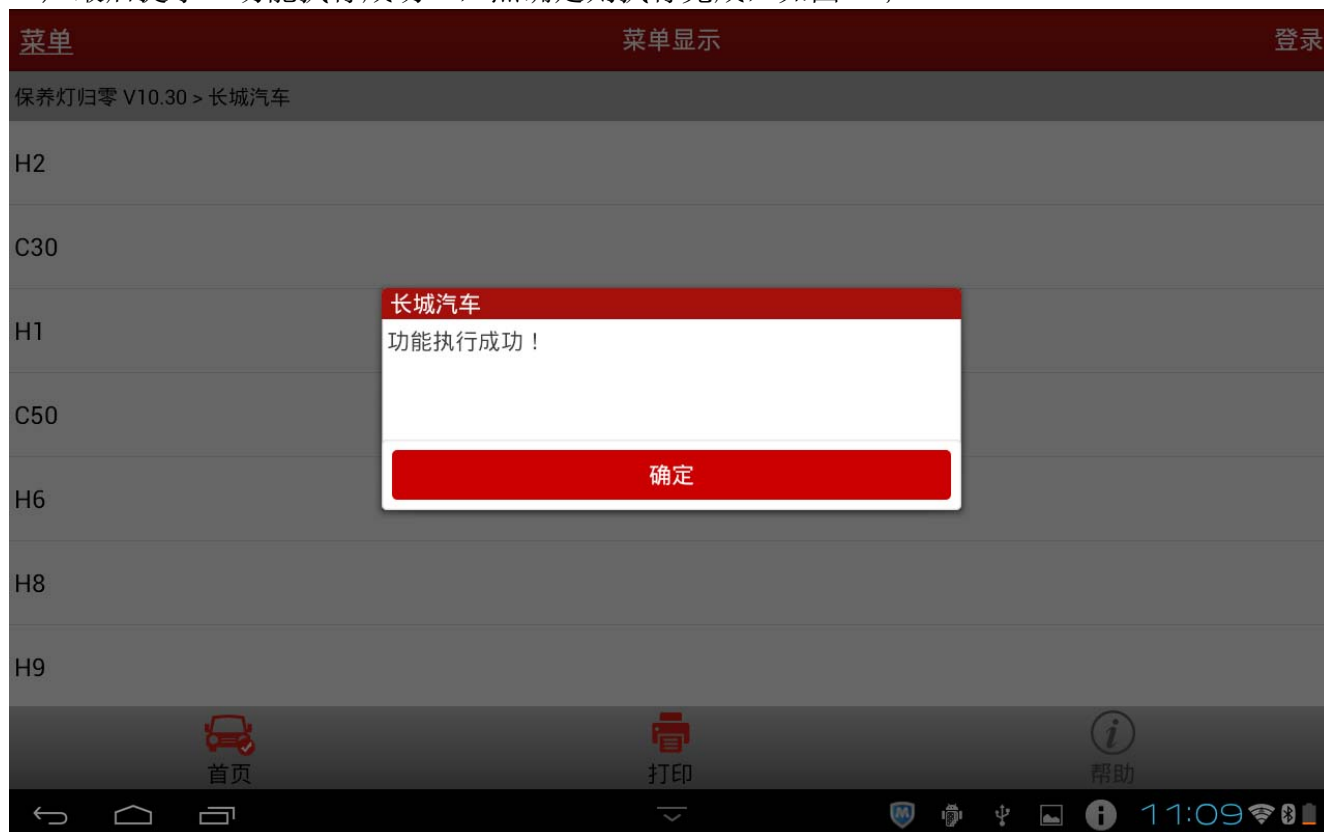 菜单 菜单显示 登录
保养灯归零 V10.30 > 长城汽车
H2
C30
H1
C50
H6
H8
H9
长城汽车
功能执行成功！
确定
首页 打印 帮助
11:09